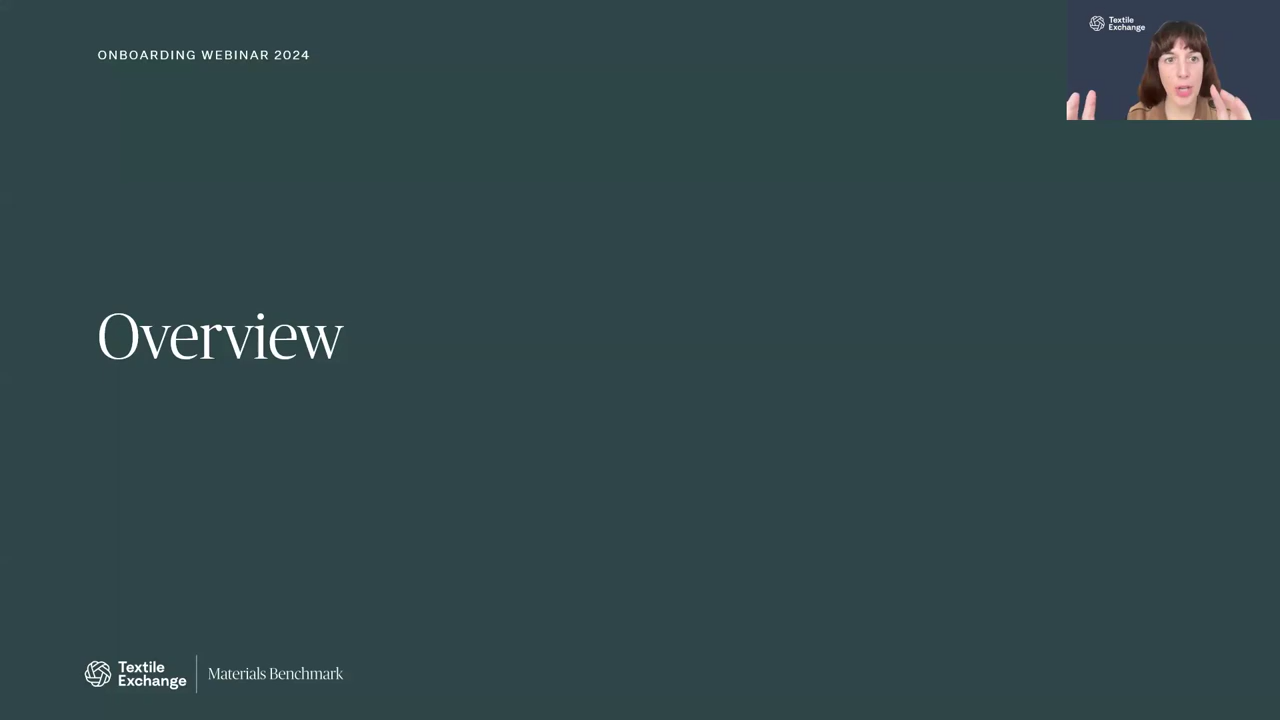 ONBOARDING WEBINAR 2024
Textile
Exchange
Overview
Textile
Exchange
Materials Benchmark